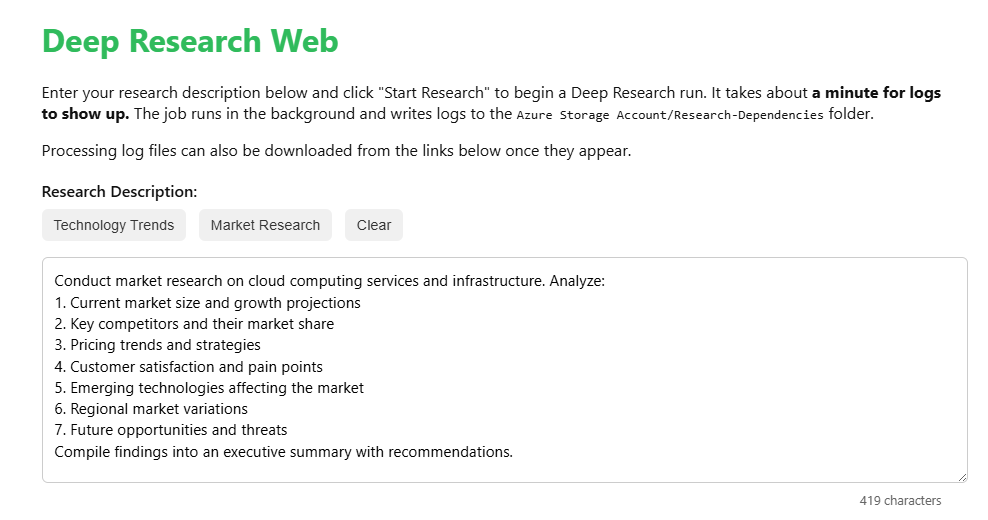 Deep Research Web
Enter your research description below and click "Start Research" to begin a Deep Research run. It takes about a minute for logs
to show up. The job runs in the background and writes logs to the Azure Storage Account/Research-Dependencies folder.
Processing log files can also be downloaded from the links below once they appear.
Research Description:
Technology Trends Market Research Clear
Conduct market research on cloud computing services and infrastructure. Analyze:
1. Current market size and growth projections
2. Key competitors and their market share
3. Pricing trends and strategies
4. Customer satisfaction and pain points
5. Emerging technologies affecting the market
6. Regional market variations
7. Future opportunities and threats
Compile findings into an executive summary with recommendations.
419 characters